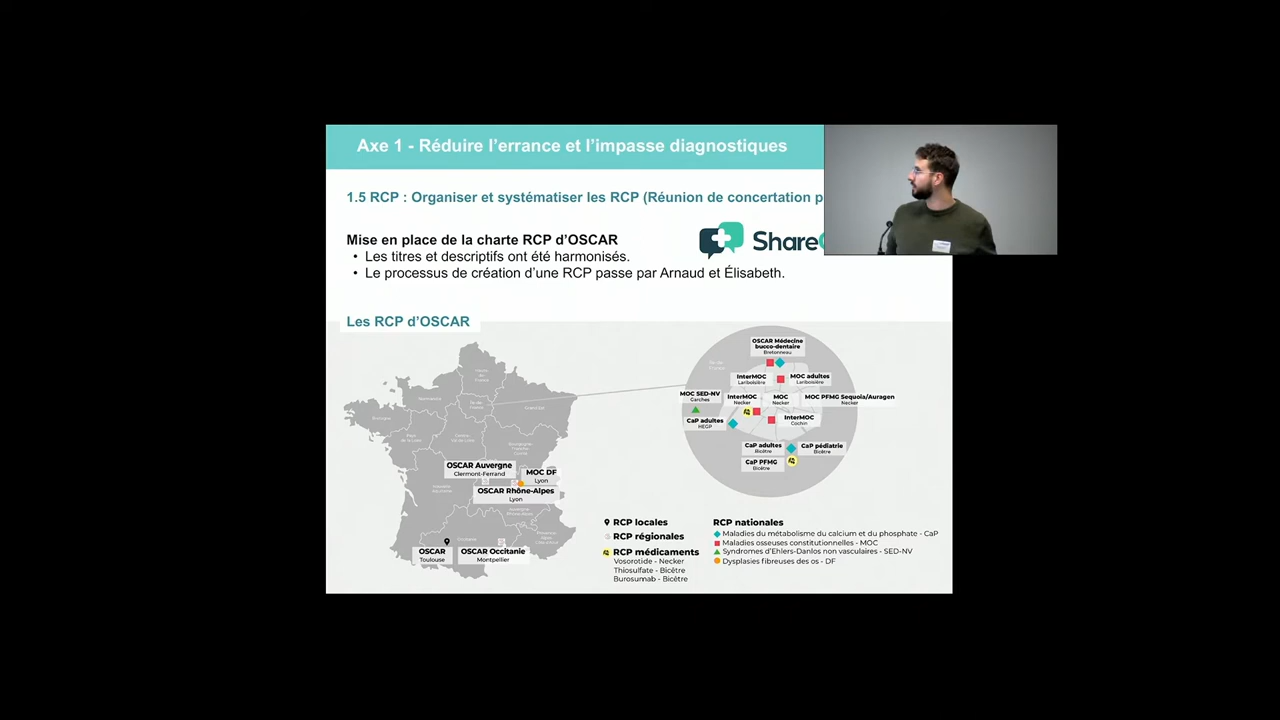 Axe 1 - Réduire l'errance et l'impasse diagnostiques
1.5 RCP : Organiser et systématiser les RCP (Réunion de concertation p
Mise en place de la charte RCP d'OSCAR
Share
• Les titres et descriptifs ont été harmonisés.
• Le processus de création d'une RCP passe par Arnaud et Élisabeth.
Les RCP d'OSCAR
OSCAR Auvergne
Clermont-Ferrand
MOC DF
Lyon
OSCAR Rhône-Alpes
Lyon
OSCAR
Toulouse
OSCAR Occitanie
Montpellier
OSCAR Médecine
bucco-dentaire
Bretonneau
InterMOC
Lariboisière
MOC adultes
Lariboisière
MOC SED-NV
Garches
InterMOC
Necker
MOC
Necker
MOC PFMG Sequoia/Auragen
Necker
CaP adultes
HEGP
InterMOC
Cochin
CaP adultes
Bicêtre
CaP pédiatrie
Bicêtre
CaP PFMG
Bicêtre
RCP locales
RCP régionales
RCP médicaments
Vosorotide - Necker
Thiosulfate - Bicêtre
Burosumab - Bicêtre
RCP nationales
Maladies du métabolisme du calcium et du phosphate - CaP
Maladies osseuses constitutionnelles - MOC
Syndromes d'Ehlers-Danlos non vasculaires - SED-NV
Dysplasies fibreuses des os - DF